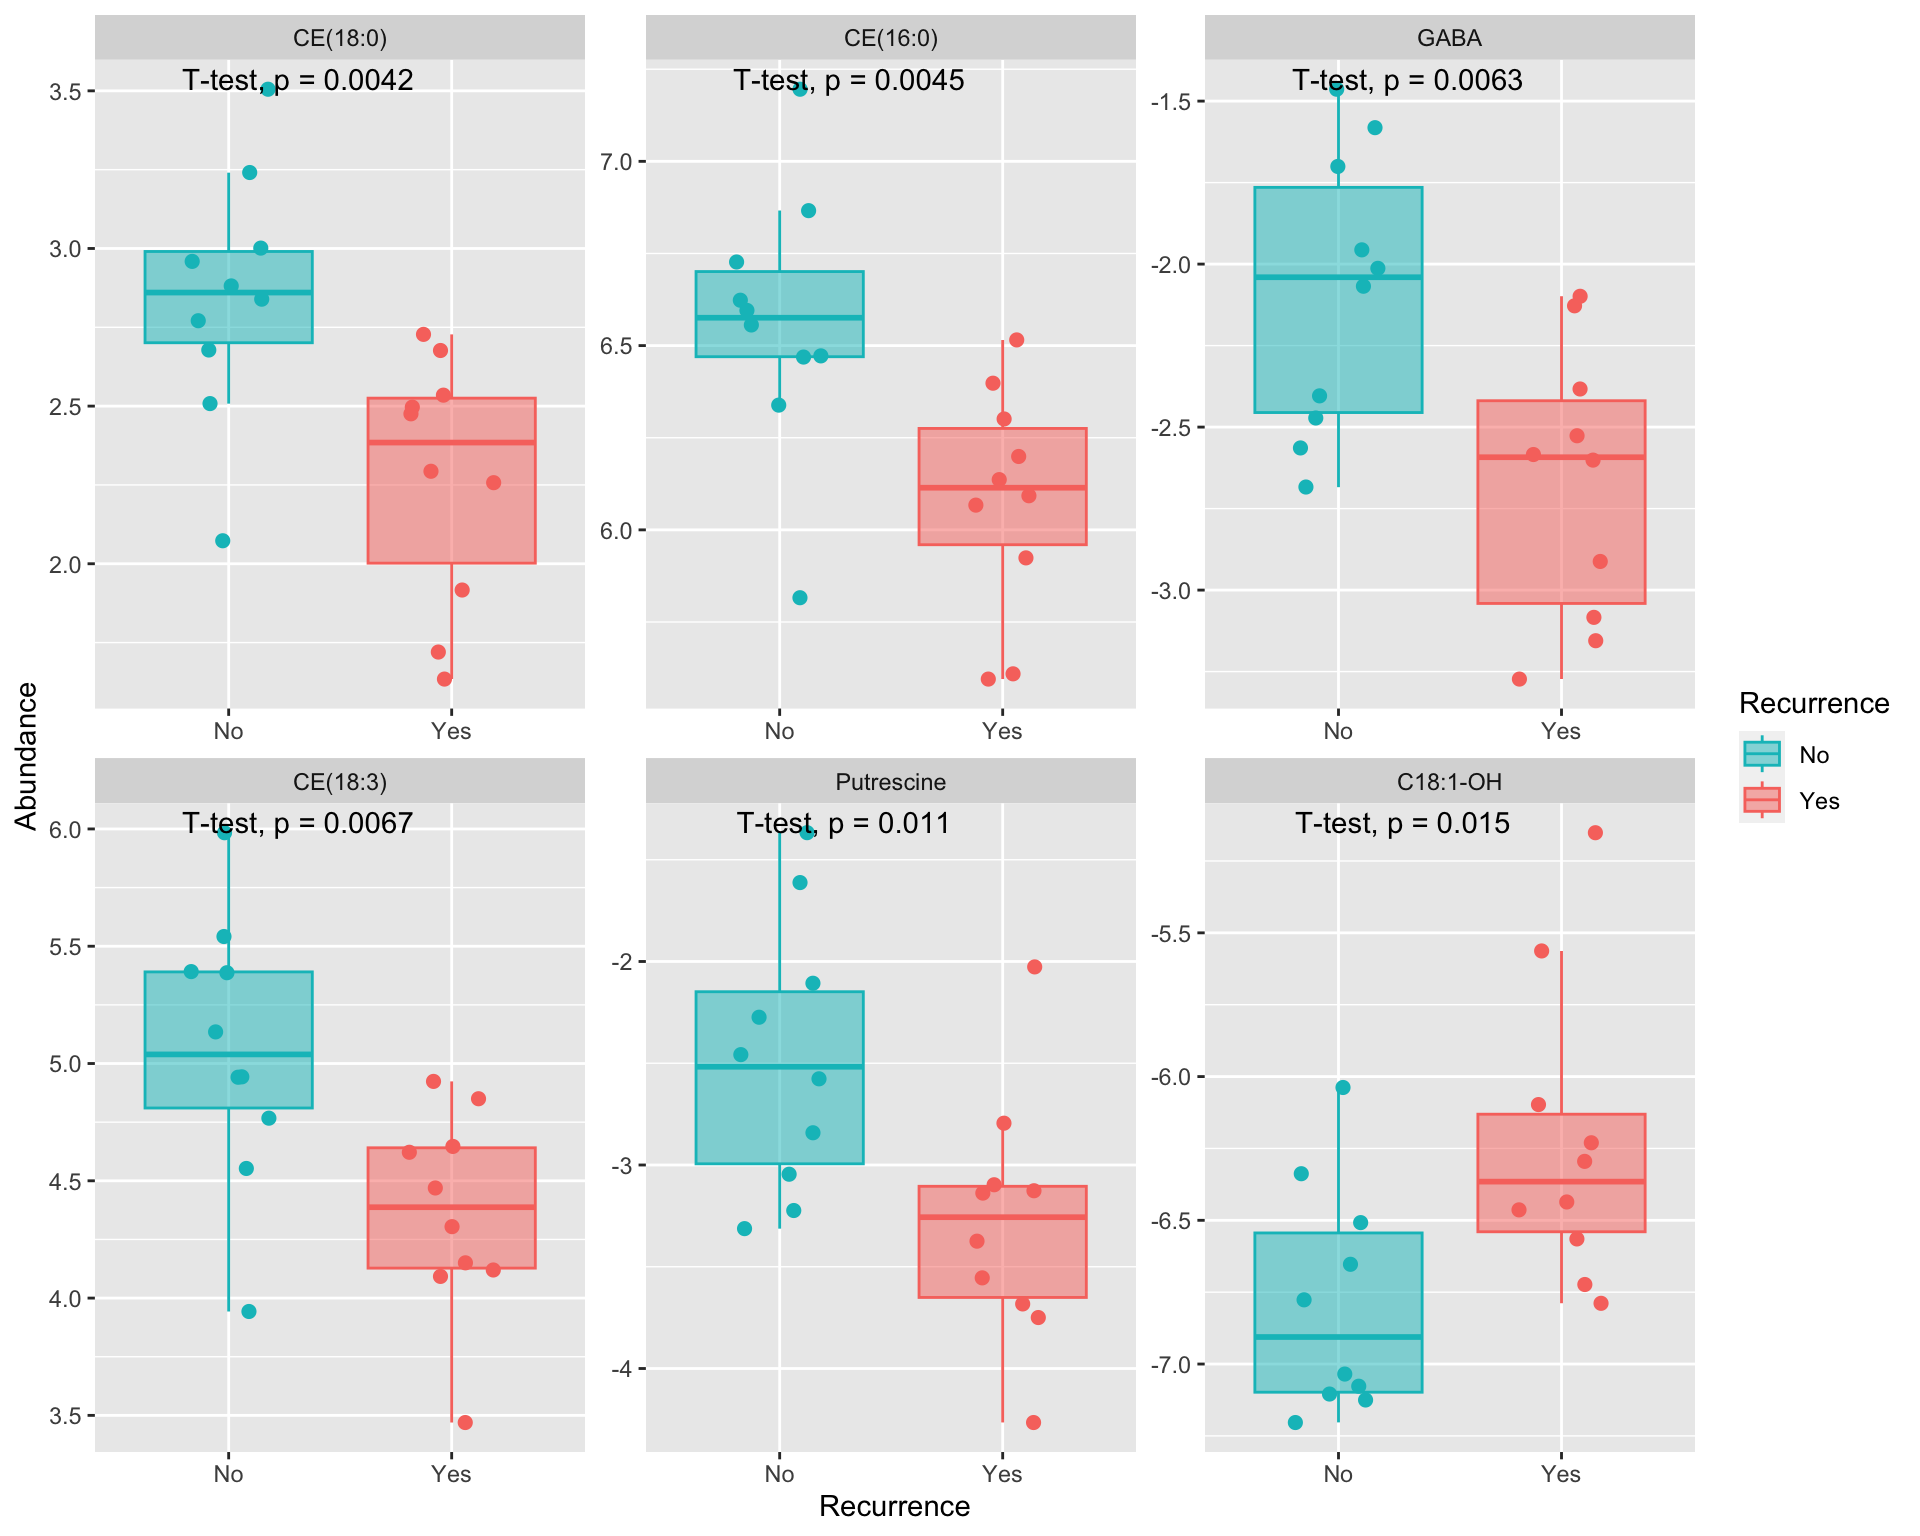 CE(18:0)
CE(16:0)
GABA
T-test, p = 0.0042
T-test, p = 0.0045
T-test, p = 0.0063
3.5
3.0
2.5
2.0
7.0
6.5
6.0
-1.5
-2.0
-2.5
-3.0
No
Yes
No
Yes
No
Yes
CE(18:3)
Putrescine
C18:1-OH
T-test, p = 0.0067
T-test, p = 0.011
T-test, p = 0.015
6.0
5.5
5.0
4.5
4.0
3.5
-2
-3
-4
-5.5
-6.0
-6.5
-7.0
No
Yes
No
Yes
No
Yes
Abundance
Recurrence
Recurrence
No
Yes